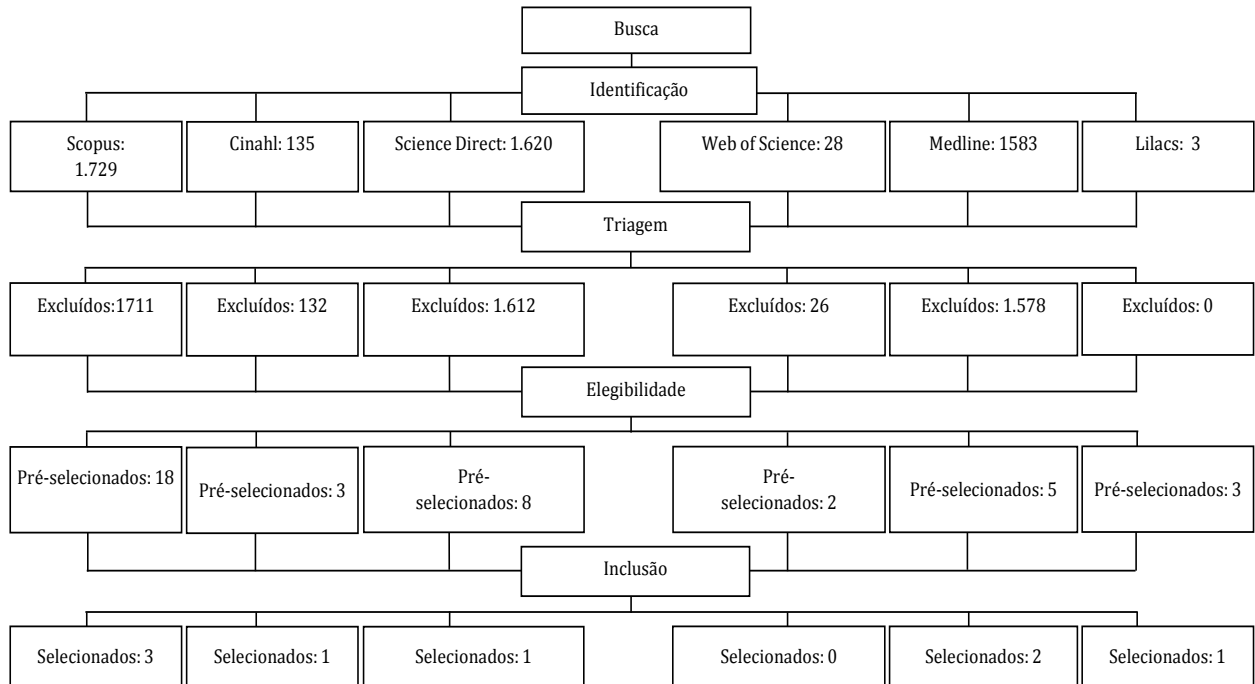 Busca
Identificação
Scopus:
1.729
Cinahl: 135
Science Direct: 1.620
Web of Science: 28
Medline: 1583
Lilacs: 3
Triagem
Excluídos:1711
Excluídos: 132
Excluídos: 1.612
Excluídos: 26
Excluídos: 1.578
Excluídos: 0
Elegibilidade
Pré-selecionados: 18
Pré-selecionados: 3
Pré-
selecionados: 8
Pré-
selecionados: 2
Pré-selecionados: 5
Pré-selecionados: 3
Inclusão
Selecionados: 3
Selecionados: 1
Selecionados: 1
Selecionados: 0
Selecionados: 2
Selecionados: 1